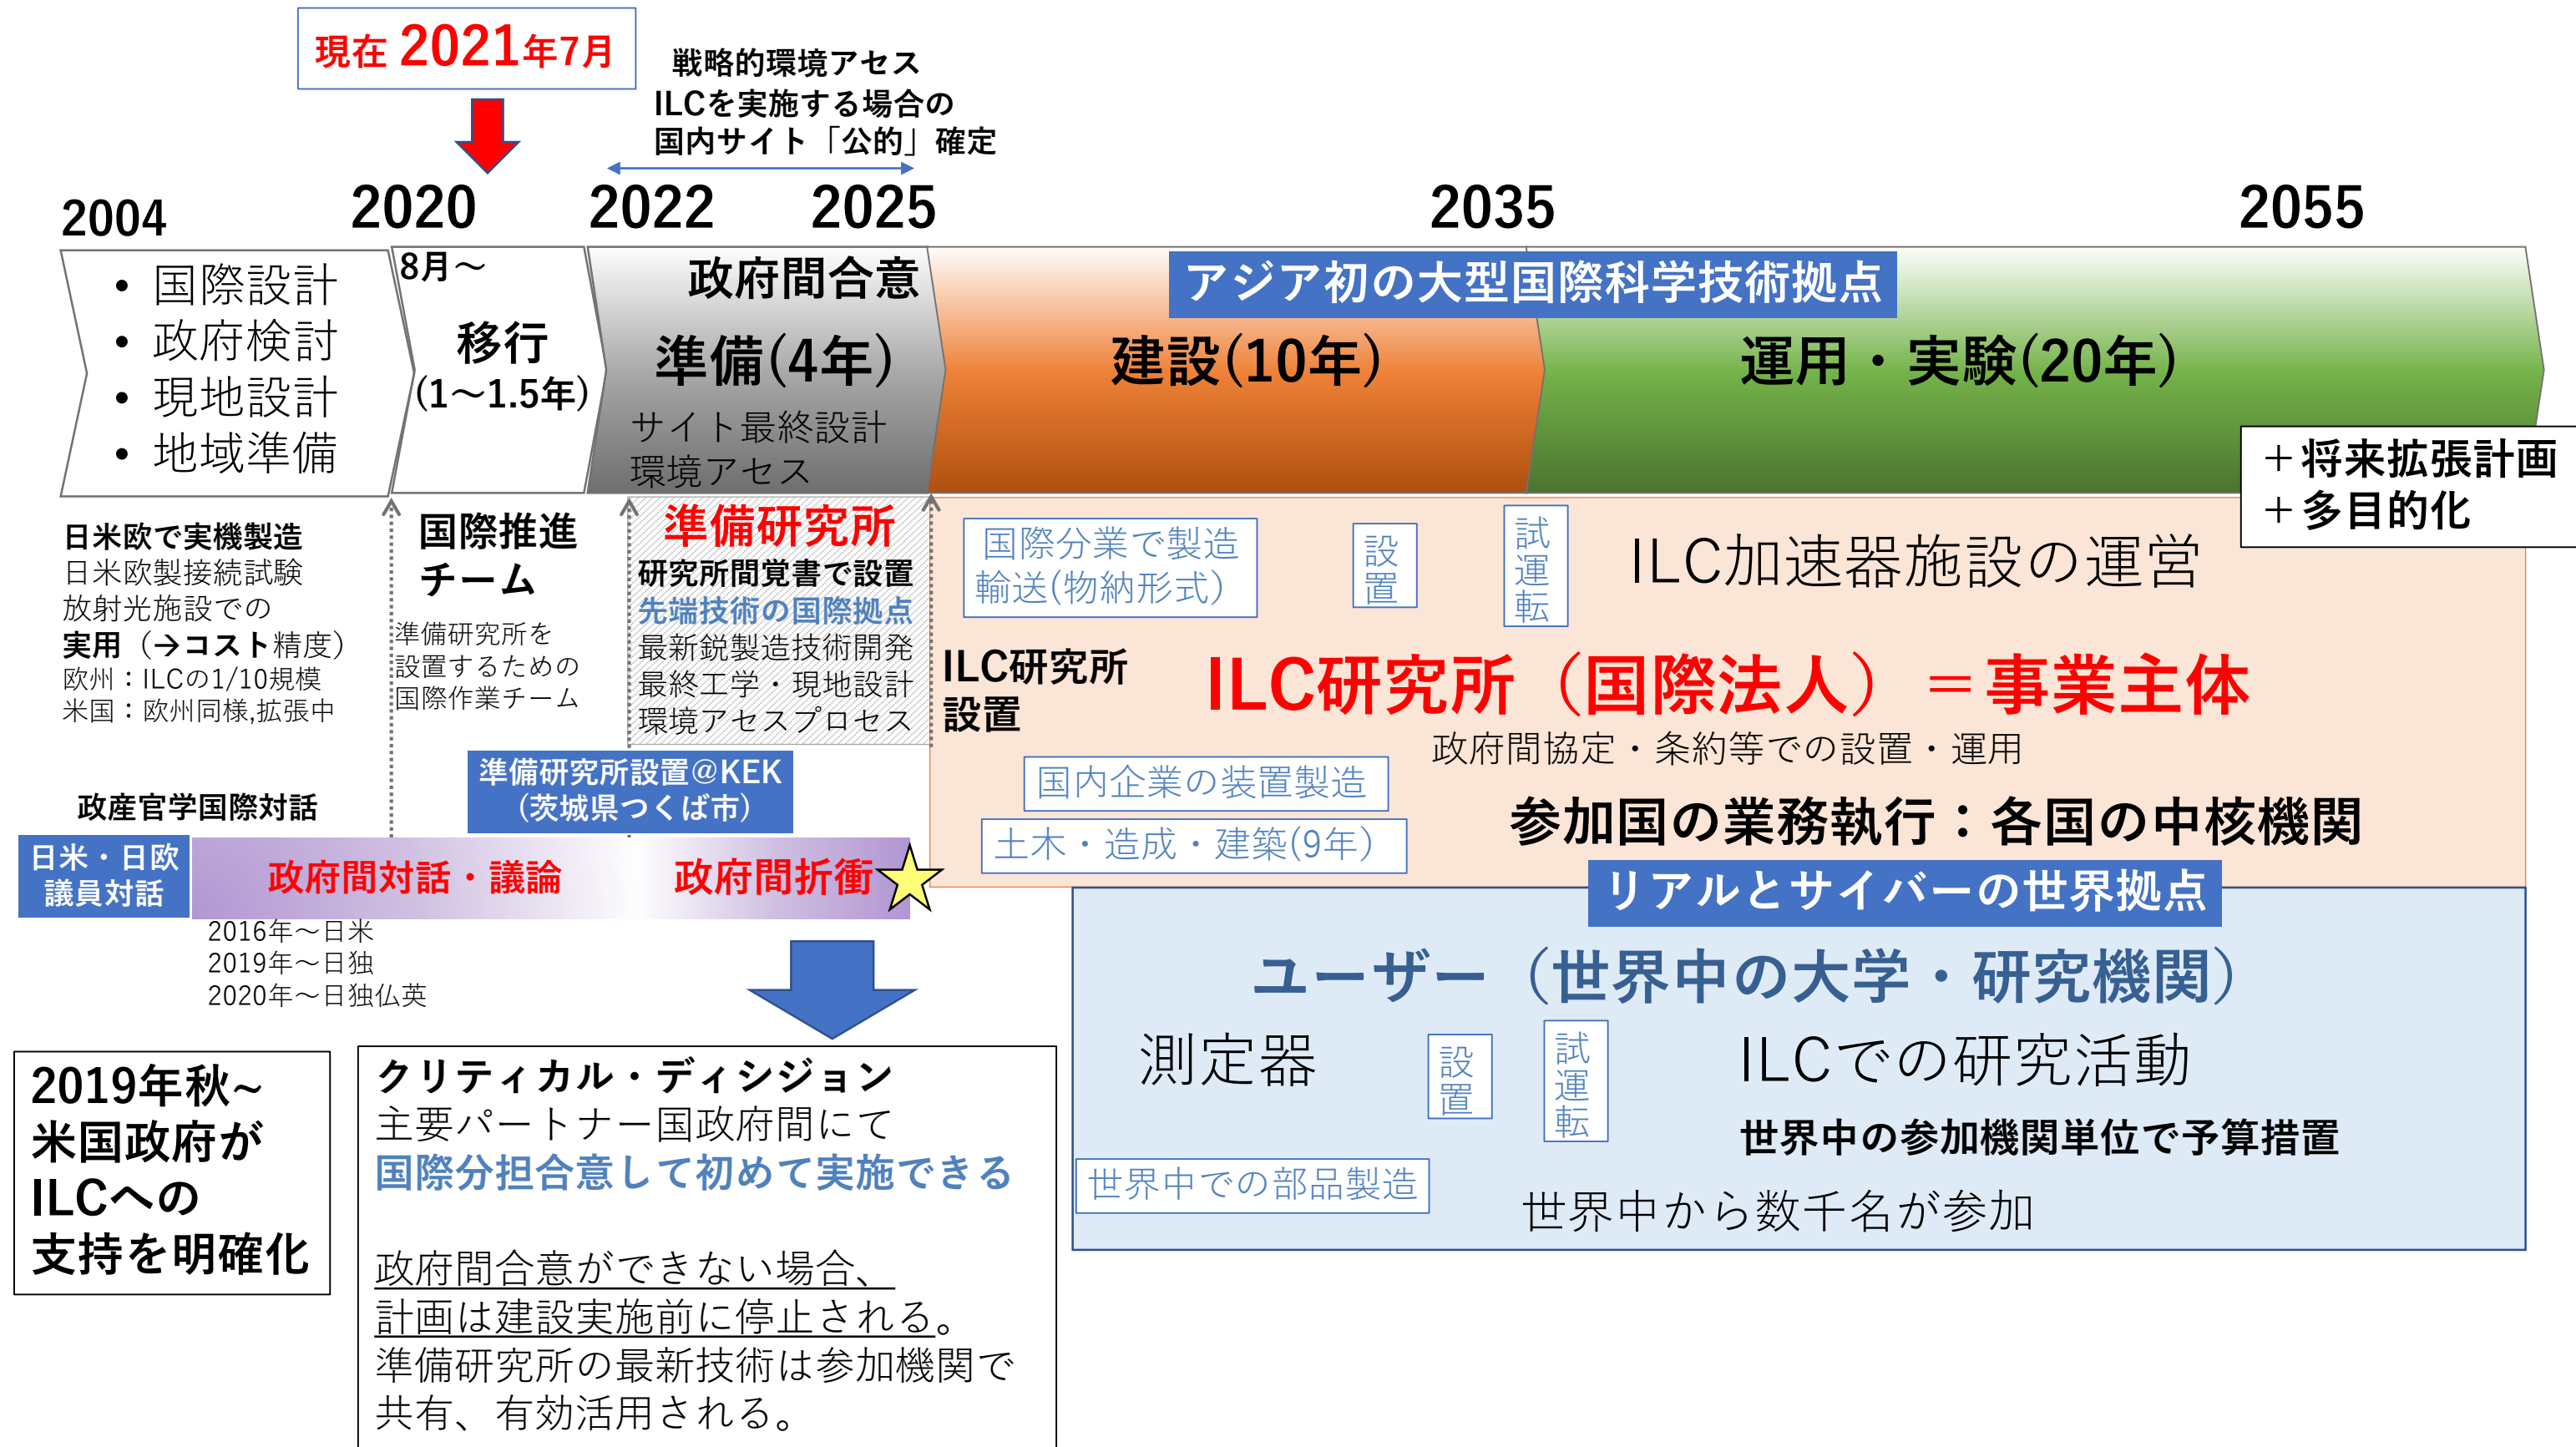 現在 2021年7月
戦略的環境アセス
ILCを実施する場合の
国内サイト「公的」確定
2004
2020
2022
2025
2035
2055
• 国際設計
• 政府検討
• 現地設計
• 地域準備
8月～
移行
(1～1.5年)
政府間合意
準備(4年)
サイト最終設計
環境アセス
アジア初の大型国際科学技術拠点
建設(10年)
運用・実験(20年)
＋将来拡張計画
＋多目的化
日米欧で実機製造
日米欧製接続試験
放射光施設での
実用（→コスト精度）
欧州：ILCの1/10規模
米国：欧州同様,拡張中
国際推進
チーム
準備研究所を
設置するための
国際作業チーム
準備研究所
研究所間覚書で設置
先端技術の国際拠点
最新鋭製造技術開発
最終工学・現地設計
環境アセスプロセス
準備研究所設置@KEK
（茨城県つくば市）
国際分業で製造
輸送(物納形式)
設置
試運転
ILC加速器施設の運営
ILC研究所
設置
ILC研究所（国際法人）＝事業主体
政府間協定・条約等での設置・運用
国内企業の装置製造
土木・造成・建築(9年)
参加国の業務執行：各国の中核機関
政産官学国際対話
日米・日欧
議員対話
政府間対話・議論
政府間折衝
2016年～日米
2019年～日独
2020年～日独仏英
リアルとサイバーの世界拠点
ユーザー（世界中の大学・研究機関）
測定器
設置
試運転
ILCでの研究活動
世界中の参加機関単位で予算措置
世界中での部品製造
世界中から数千名が参加
2019年秋~
米国政府が
ILCへの
支持を明確化
クリティカル・ディシジョン
主要パートナー国政府間にて
国際分担合意して初めて実施できる
政府間合意ができない場合、
計画は建設実施前に停止される。
準備研究所の最新技術は参加機関で
共有、有効活用される。